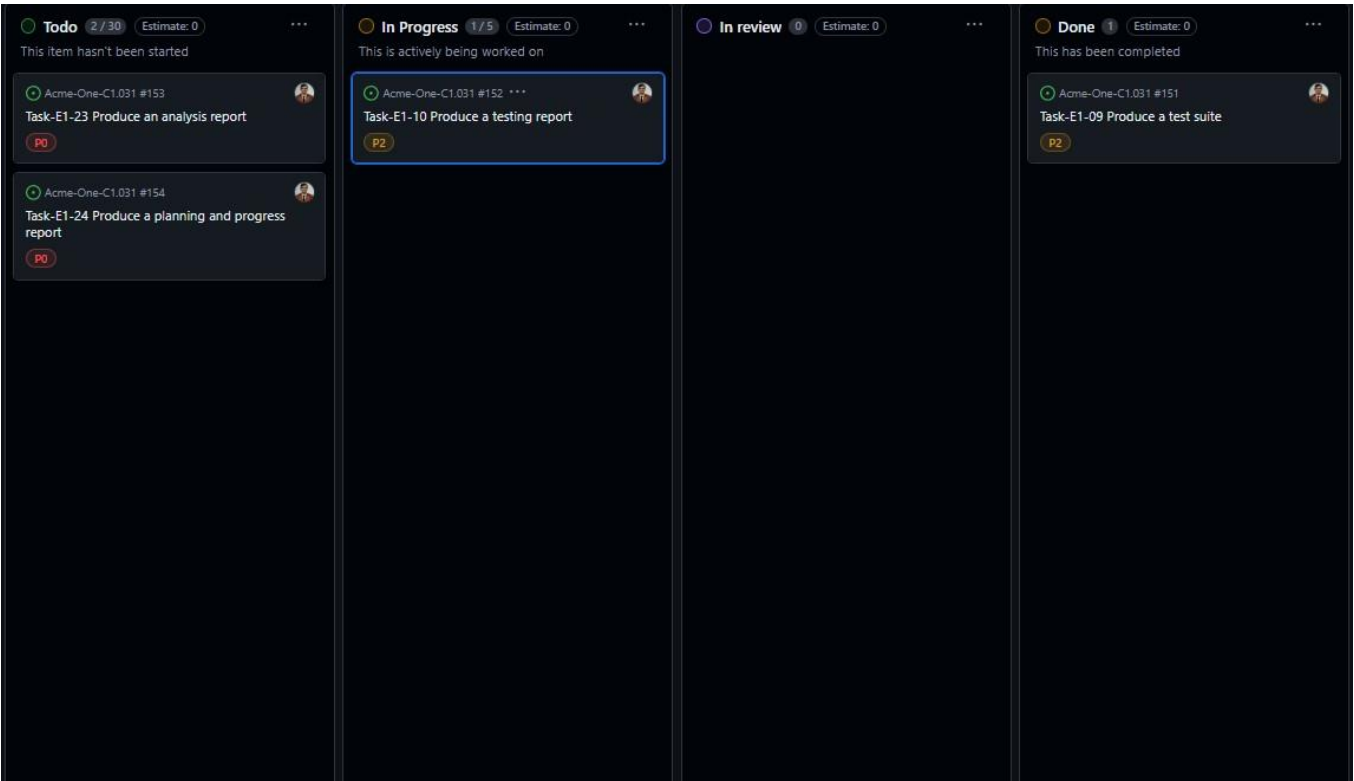 Todo 2 / 30 Estimate: 0 ...
This item hasn't been started
Acme-One-C1.031 #153
Task-E1-23 Produce an analysis report
P0
Acme-One-C1.031 #154
Task-E1-24 Produce a planning and progress
report
P0
In Progress 1 / 5 Estimate: 0 ...
This is actively being worked on
Acme-One-C1.031 #152 ...
Task-E1-10 Produce a testing report
P2
In review 0 Estimate: 0 ...
Done 1 Estimate: 0 ...
This has been completed
Acme-One-C1.031 #151
Task-E1-09 Produce a test suite
P2